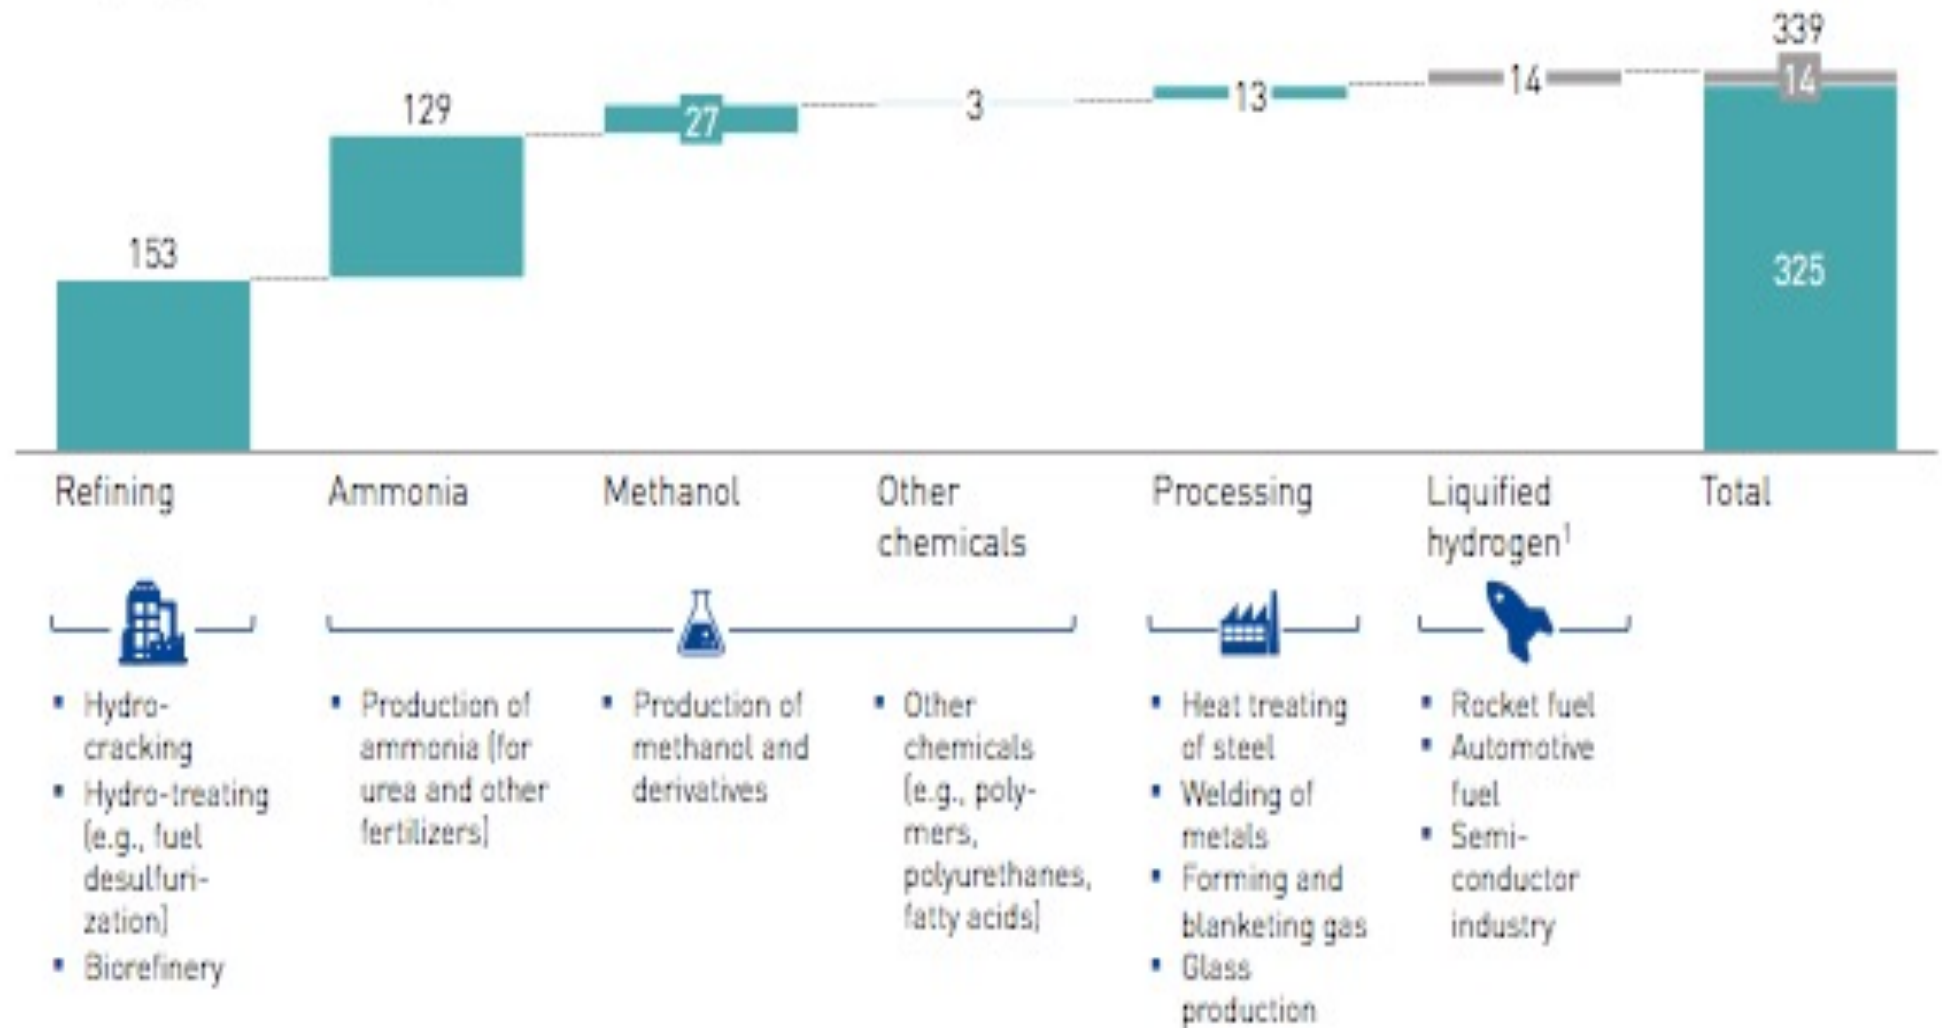 339
14
129
27
3
13
14
153
325
Refining
Ammonia
Methanol
Other
chemicals
Processing
Liquified
hydrogen¹
Total
▪ Hydro-
cracking
▪ Hydro-treating
(e.g., fuel
desulfuri-
zation)
▪ Biorefinery
▪ Production of
ammonia (for
urea and other
fertilizers)
▪ Production of
methanol and
derivatives
▪ Other
chemicals
(e.g., poly-
mers,
polyurethanes,
fatty acids)
▪ Heat treating
of steel
▪ Welding of
metals
▪ Forming and
blanketing gas
▪ Glass
production
▪ Rocket fuel
▪ Automotive
fuel
▪ Semi-
conductor
industry